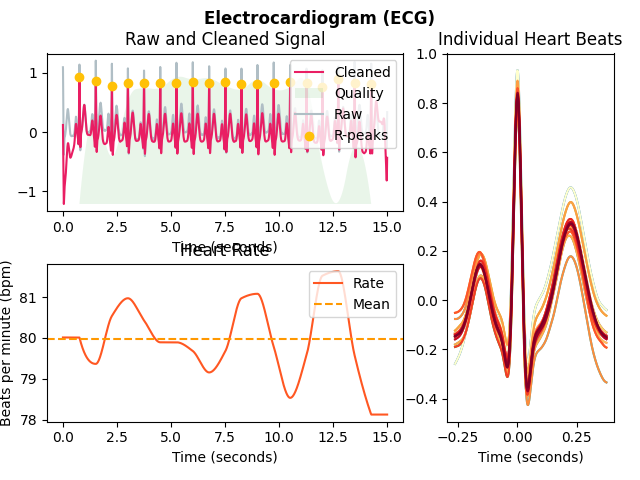 Electrocardiogram (ECG)
Raw and Cleaned Signal
1
0
−1
Cleaned
Quality
Raw
R-peaks
0.0 2.5 5.0 7.5 10.0 12.5 15.0
Time (seconds)
Heart Rate
Beats per minute (bpm)
81
80
79
78
Rate
Mean
0.0 2.5 5.0 7.5 10.0 12.5 15.0
Time (seconds)
Individual Heart Beats
1.0
0.8
0.6
0.4
0.2
0.0
−0.2
−0.4
−0.25 0.00 0.25
Time (seconds)